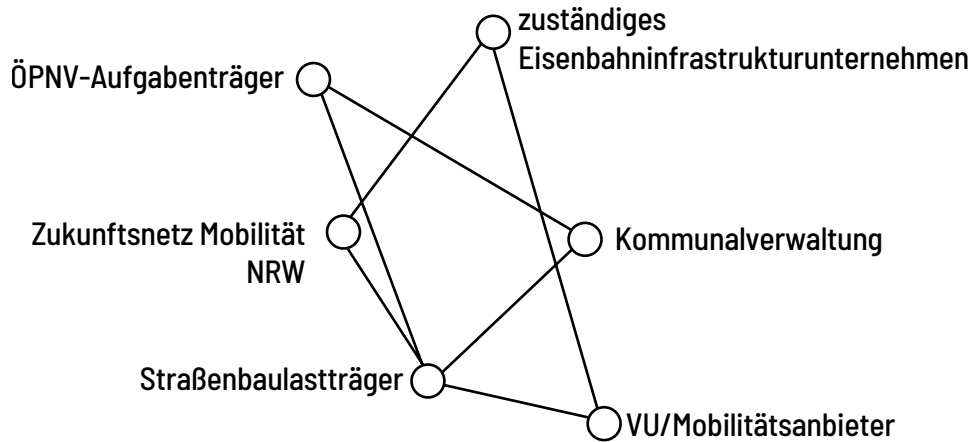 zuständiges
Eisenbahninfrastrukturunternehmen
ÖPNV-Aufgabenträger
Zukunftsnetz Mobilität
NRW
Kommunalverwaltung
Straßenbaulastträger
VU/Mobilitätsanbieter